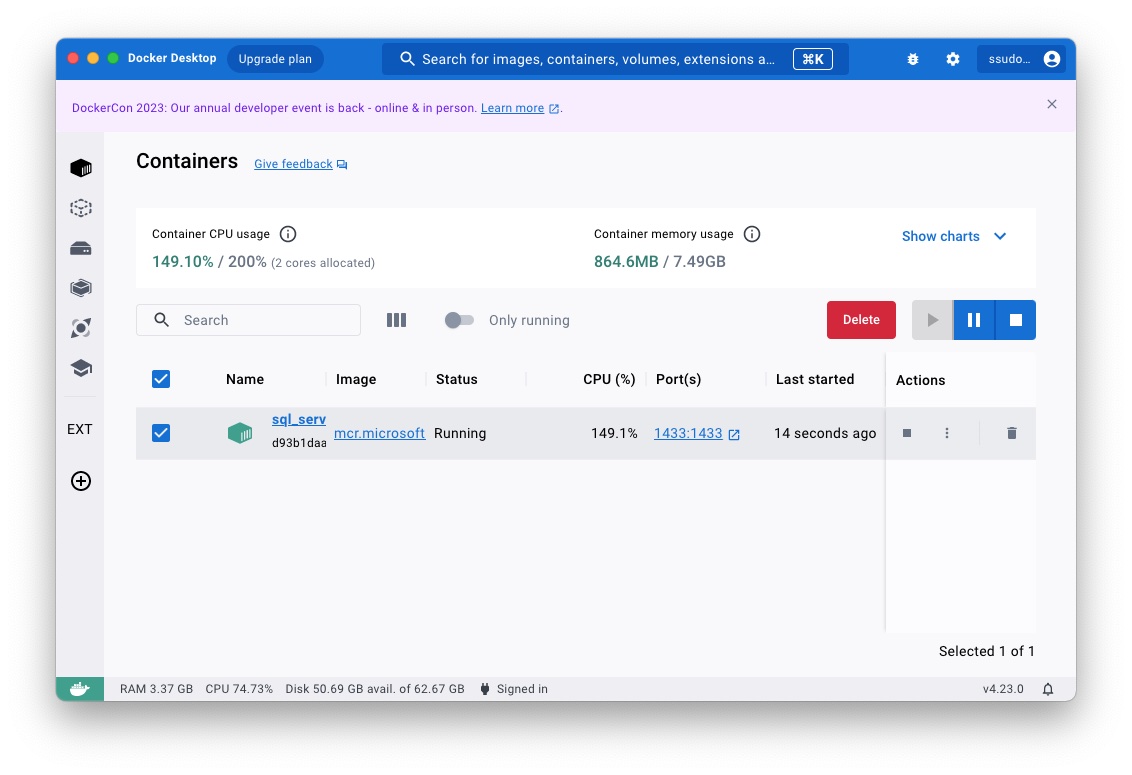 Docker Desktop Upgrade plan Search for images, containers, volumes, extensions a... ⌘K ssudo...
DockerCon 2023: Our annual developer event is back - online & in person. Learn more .
Containers Give feedback
Container CPU usage Container memory usage Show charts
149.10% / 200% (2 cores allocated) 864.6MB / 7.49GB
Search Only running Delete
Name Image Status CPU (%) Port(s) Last started Actions
sql_serv
mcr.microsoft Running 149.1% 1433:1433 14 seconds ago
d93b1daa
EXT
Selected 1 of 1
RAM 3.37 GB CPU 74.73% Disk 50.69 GB avail. of 62.67 GB Signed in v4.23.0